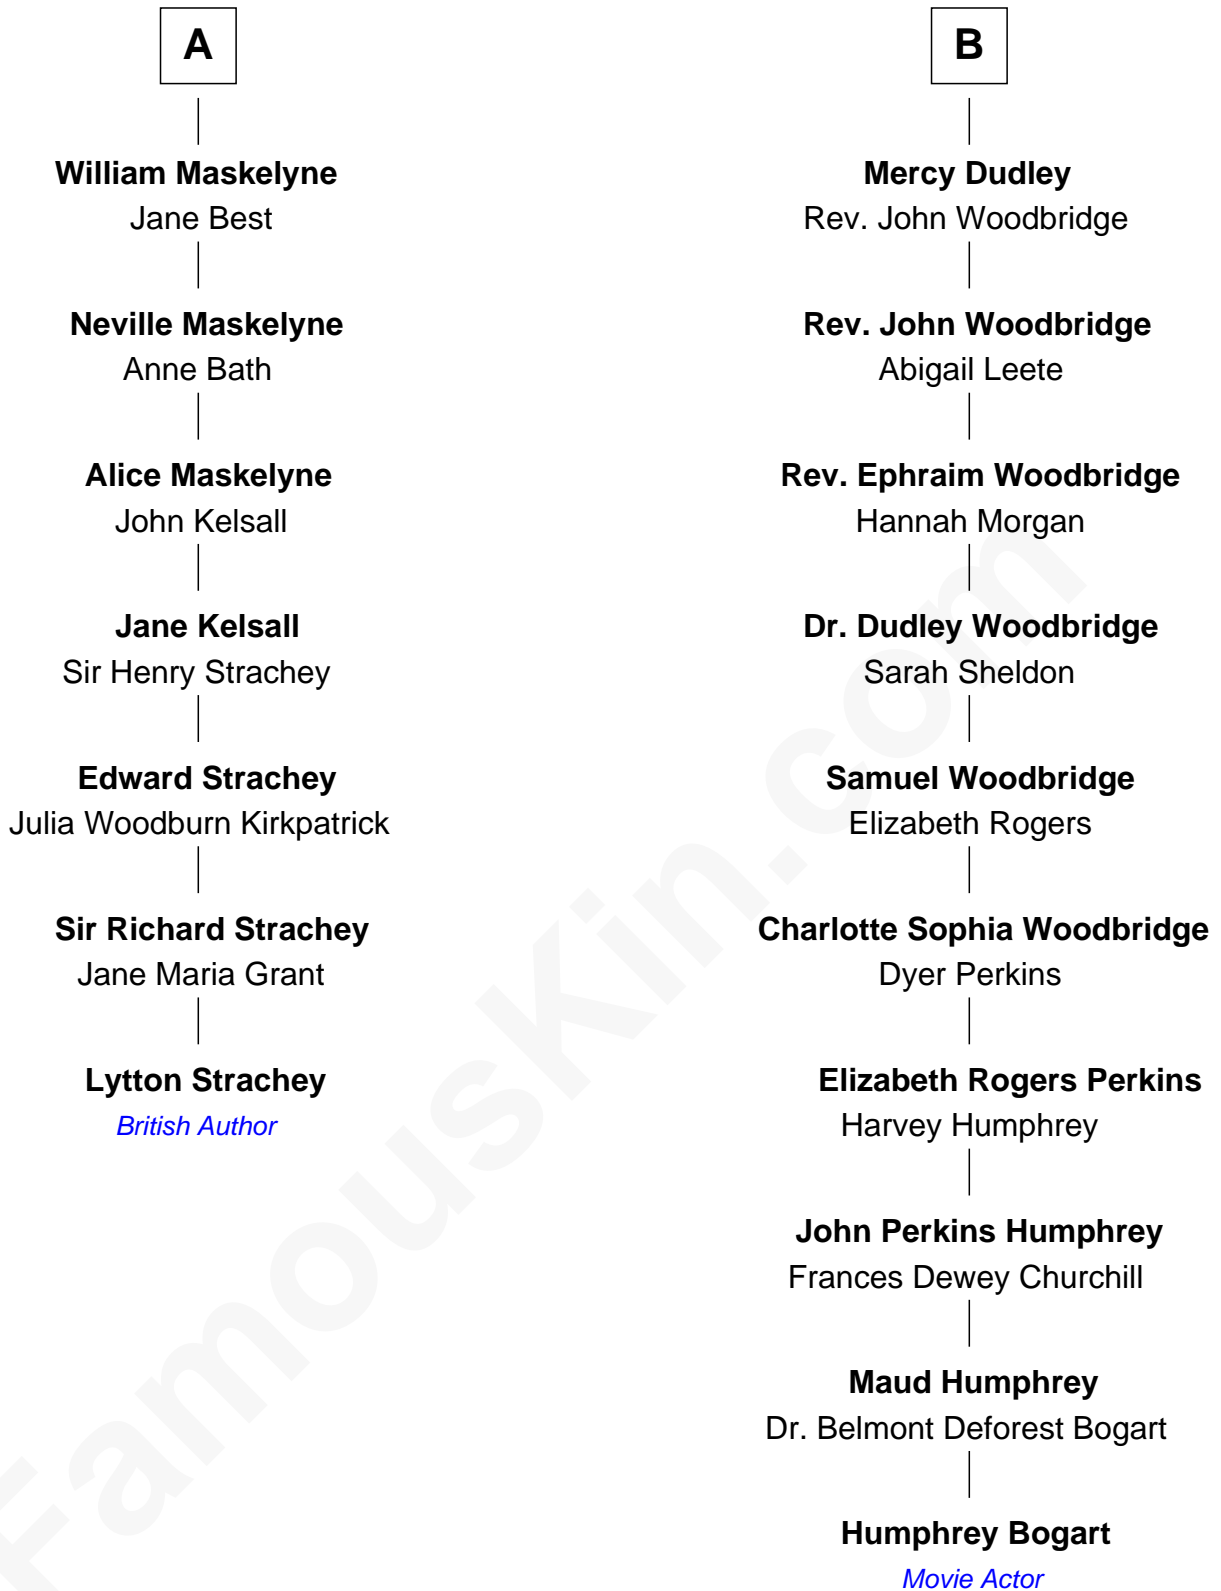 A
William Maskelyne
Jane Best
Neville Maskelyne
Anne Bath
Alice Maskelyne
John Kelsall
Jane Kelsall
Sir Henry Strachey
Edward Strachey
Julia Woodburn Kirkpatrick
Sir Richard Strachey
Jane Maria Grant
Lytton Strachey
British Author
B
Mercy Dudley
Rev. John Woodbridge
Rev. John Woodbridge
Abigail Leete
Rev. Ephraim Woodbridge
Hannah Morgan
Dr. Dudley Woodbridge
Sarah Sheldon
Samuel Woodbridge
Elizabeth Rogers
Charlotte Sophia Woodbridge
Dyer Perkins
Elizabeth Rogers Perkins
Harvey Humphrey
John Perkins Humphrey
Frances Dewey Churchill
Maud Humphrey
Dr. Belmont Deforest Bogart
Humphrey Bogart
Movie Actor
FamousKin.com